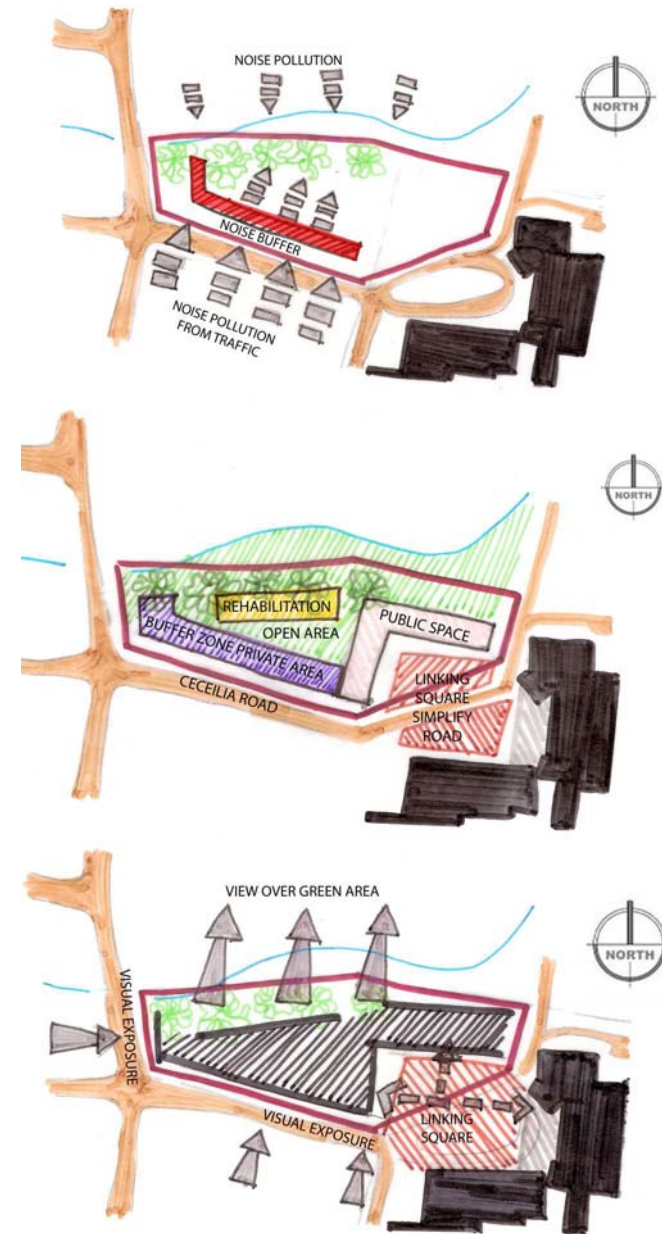 NOISE POLLUTION
NORTH
NOISE BUFFER
NOISE POLLUTION
FROM TRAFFIC
NORTH
REHABILITATION
OPEN AREA
PUBLIC SPACE
BUFFER ZONE PRIVATE AREA
CECEILIA ROAD
LINKING
SQUARE
SIMPLIFY
ROAD
VIEW OVER GREEN AREA
NORTH
VISUAL EXPOSURE
VISUAL EXPOSURE
LINKING
SQUARE